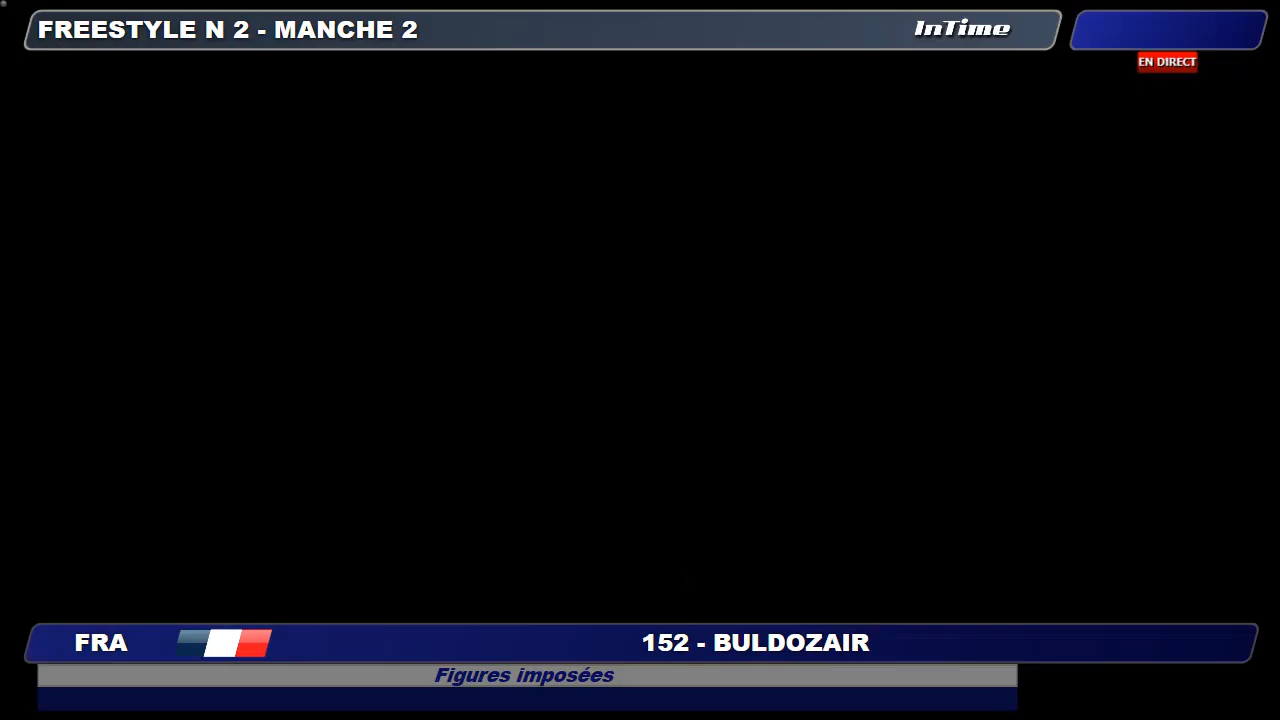 FREESTYLE N 2 - MANCHE 2
InTime
EN DIRECT
FRA
152 - BULDOZAIR
Figures imposées